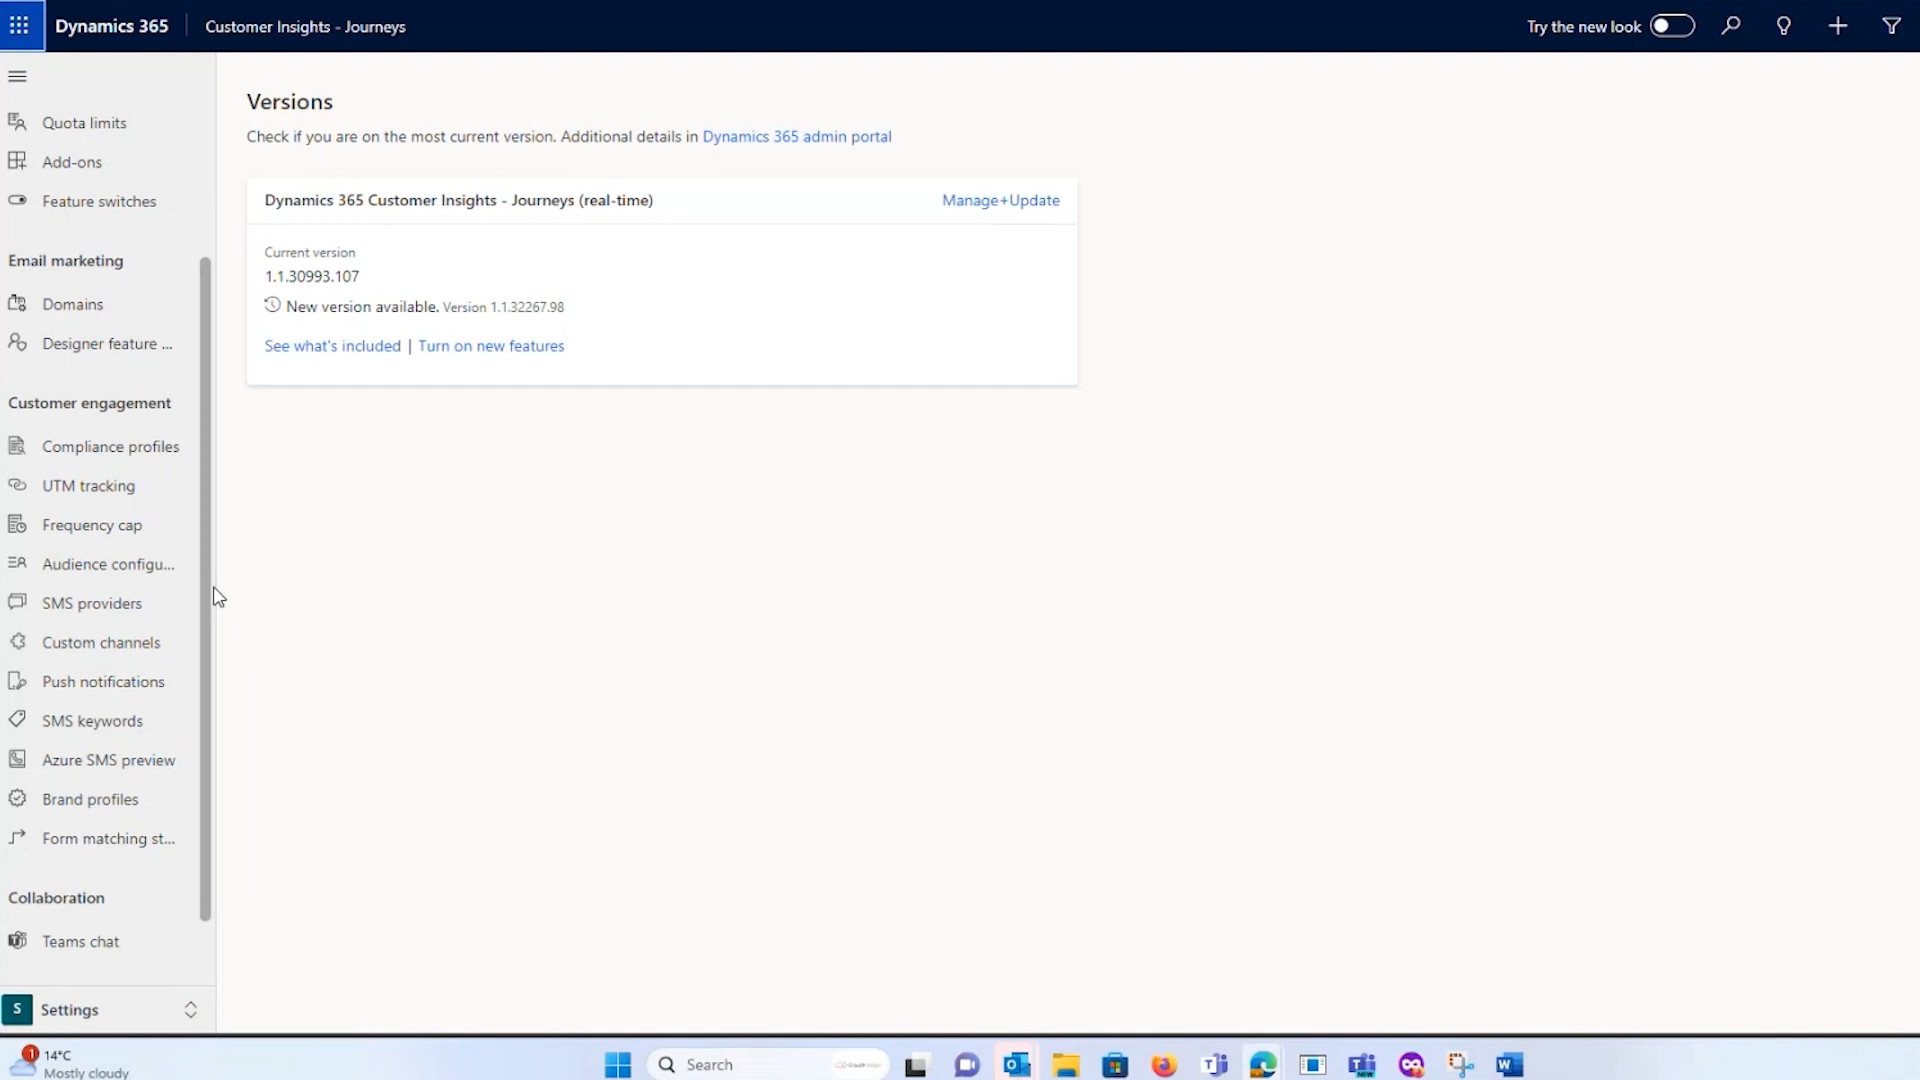 Dynamics 365
Customer Insights - Journeys
Try the new look
Quota limits
Add-ons
Feature switches
Email marketing
Domains
Designer feature ...
Customer engagement
Compliance profiles
UTM tracking
Frequency cap
Audience configu...
SMS providers
Custom channels
Push notifications
SMS keywords
Azure SMS preview
Brand profiles
Form matching st...
Collaboration
Teams chat
S Settings
Versions
Check if you are on the most current version. Additional details in Dynamics 365 admin portal
Dynamics 365 Customer Insights - Journeys (real-time)
Manage+Update
Current version
1.1.30993.107
New version available. Version 1.1.32267.98
See what's included | Turn on new features
1
14°C
Mostly cloudy
Search
NEW